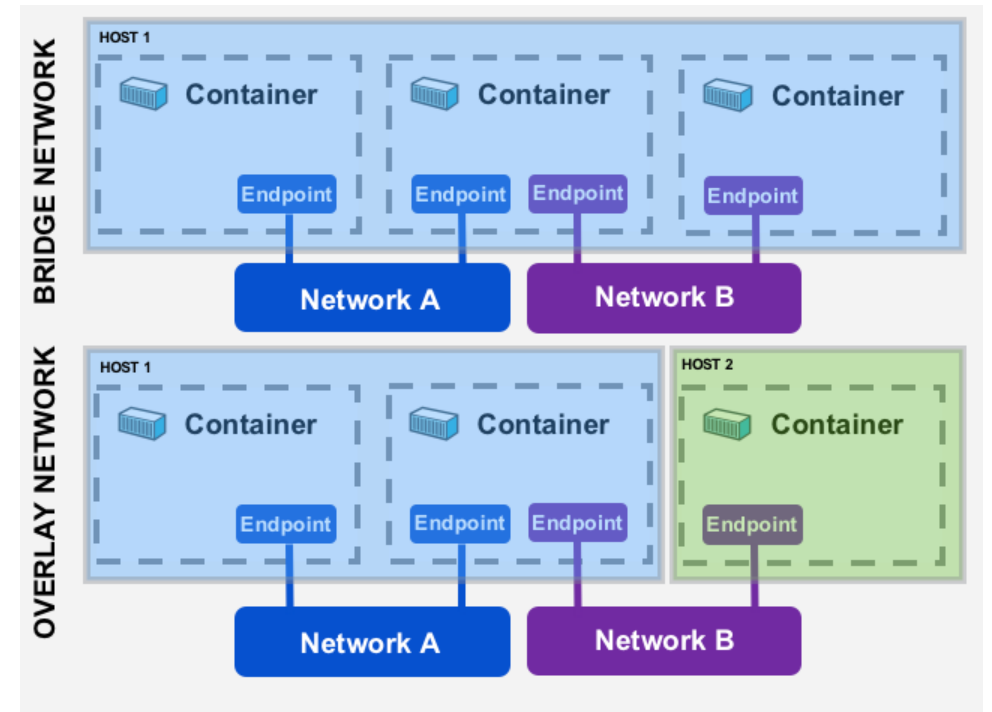 BRIDGE NETWORK
HOST 1
Container
Container
Container
Endpoint
Endpoint
Endpoint
Endpoint
Network A
Network B
OVERLAY NETWORK
HOST 1
HOST 2
Container
Container
Container
Endpoint
Endpoint
Endpoint
Endpoint
Network A
Network B